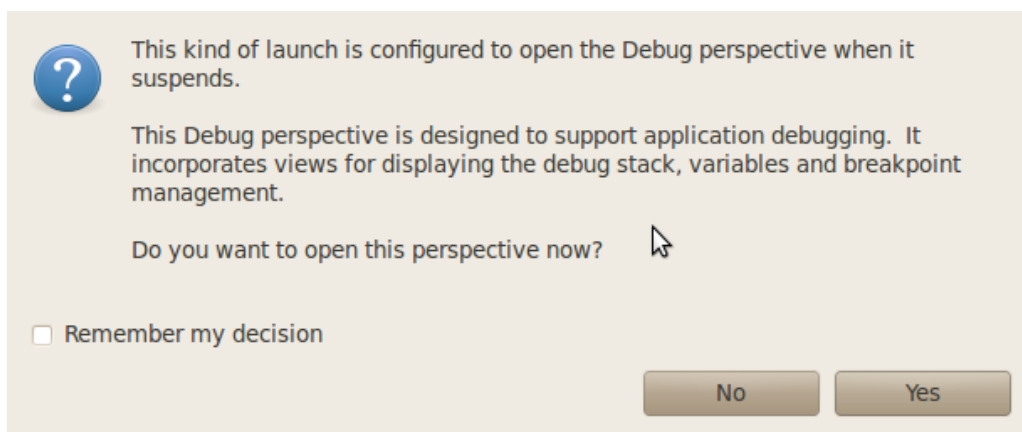 This kind of launch is configured to open the Debug perspective when it
suspends.
This Debug perspective is designed to support application debugging.  It
incorporates views for displaying the debug stack, variables and breakpoint
management.
Do you want to open this perspective now?
Remember my decision
No Yes